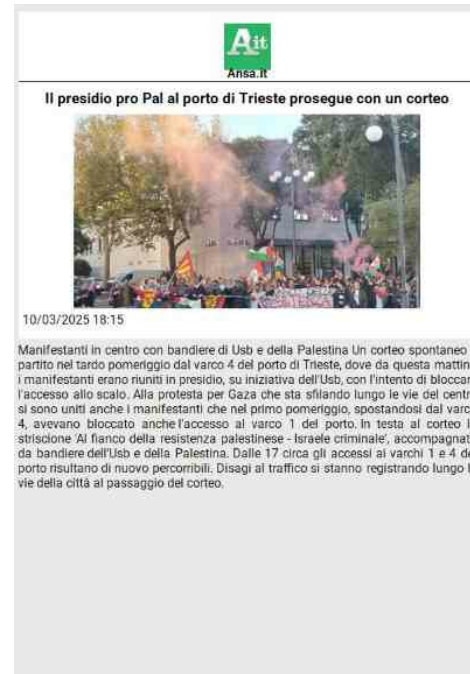 Ait
Ansa.it
Il presidio pro Pal al porto di Trieste prosegue con un corteo
10/03/2025 18:15
Manifestanti in centro con bandiere di Usb e della Palestina Un corteo spontaneo
partito nel tardo pomeriggio dal varco 4 del porto di Trieste, dove da questa mattin
i manifestanti erano riuniti in presidio, su iniziativa dell'Usb, con l'intento di bloccar
l'accesso allo scalo. Alla protesta per Gaza che sta sfilando lungo le vie del centr
si sono uniti anche i manifestanti che nel primo pomeriggio, spostandosi dal varc
4, avevano bloccato anche l'accesso al varco 1 del porto. In testa al corteo l
striscione 'Al fianco della resistenza palestinese - Israele criminale', accompagnat
da bandiere dell'Usb e della Palestina. Dalle 17 circa gli accessi ai varchi 1 e 4 de
porto risultano di nuovo percorribili. Disagi al traffico si stanno registrando lungo l
vie della città al passaggio del corteo.